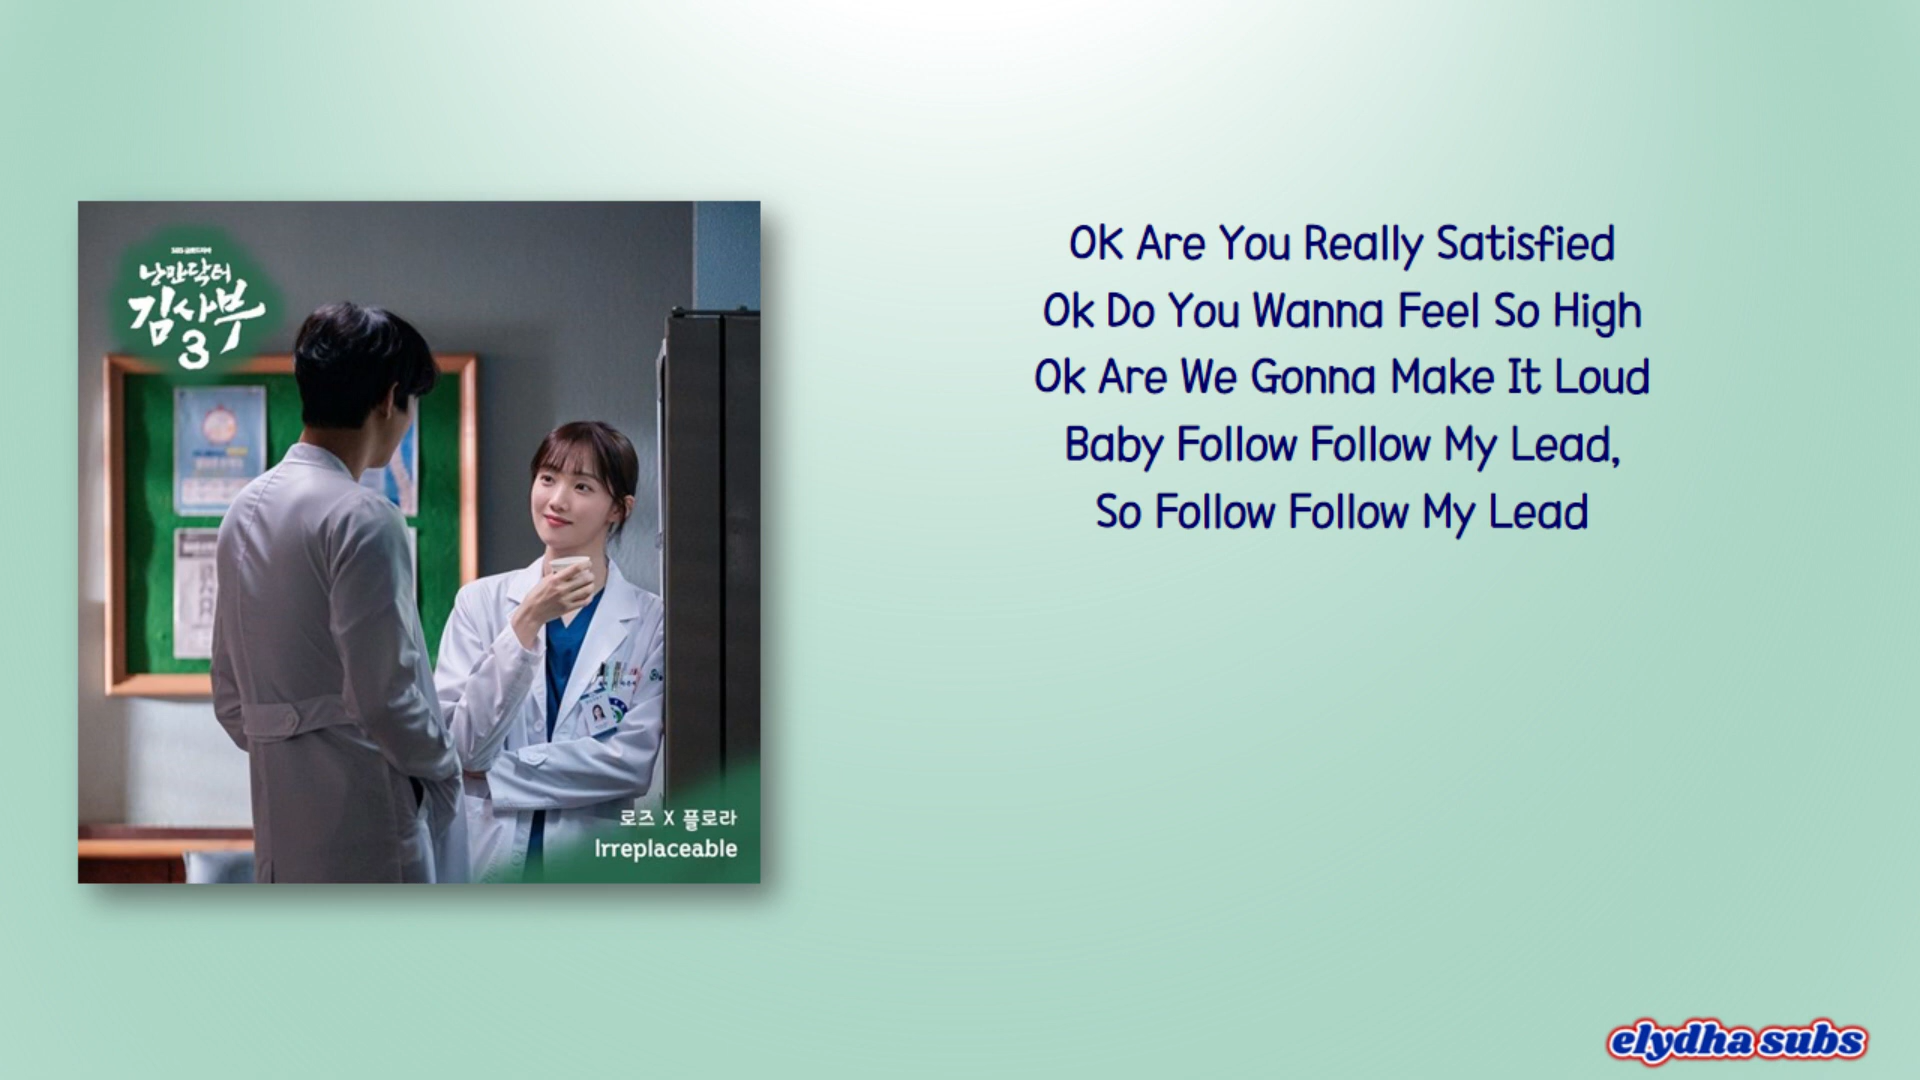 SBS 금토드라마
낭만닥터
김사부
3
로즈 X 플로라
Irreplaceable
Ok Are You Really Satisfied
Ok Do You Wanna Feel So High
Ok Are We Gonna Make It Loud
Baby Follow Follow My Lead,
So Follow Follow My Lead
elydha subs